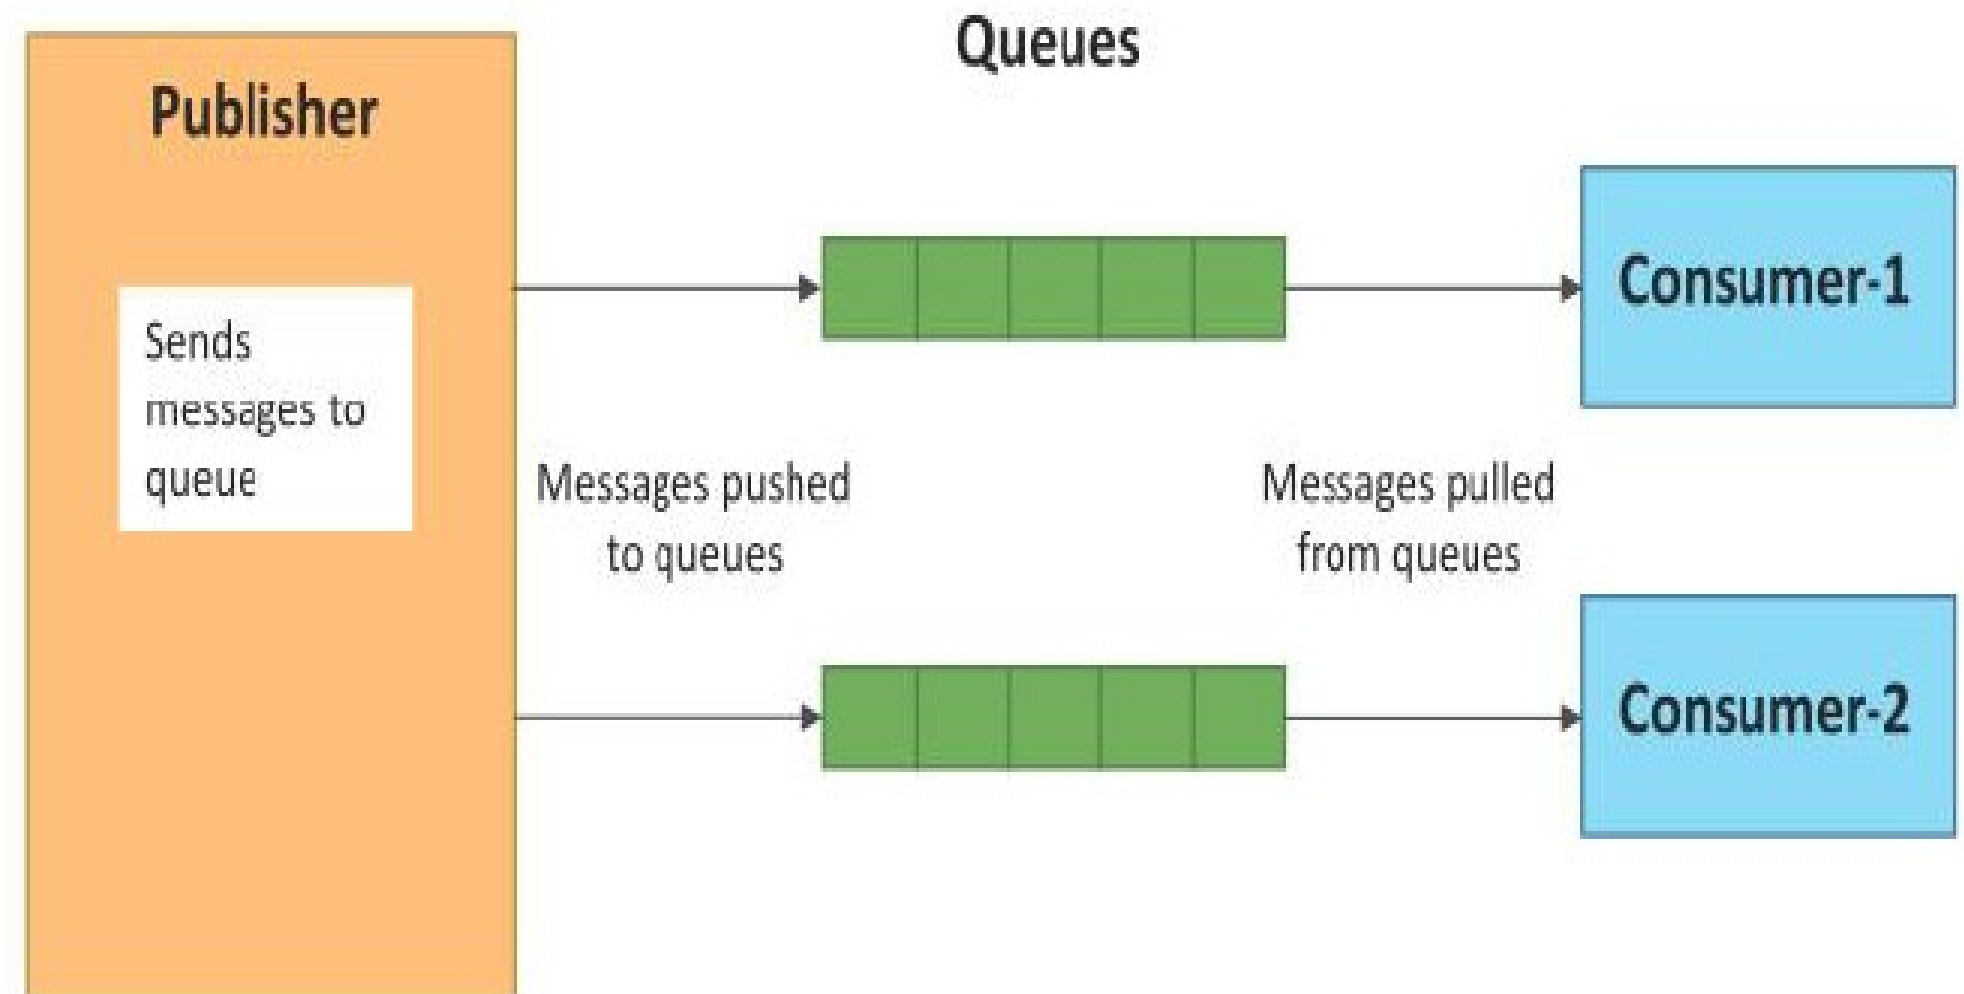 Queues
Publisher
Sends
messages to
queue
Messages pushed
to queues
Messages pulled
from queues
Consumer-1
Consumer-2